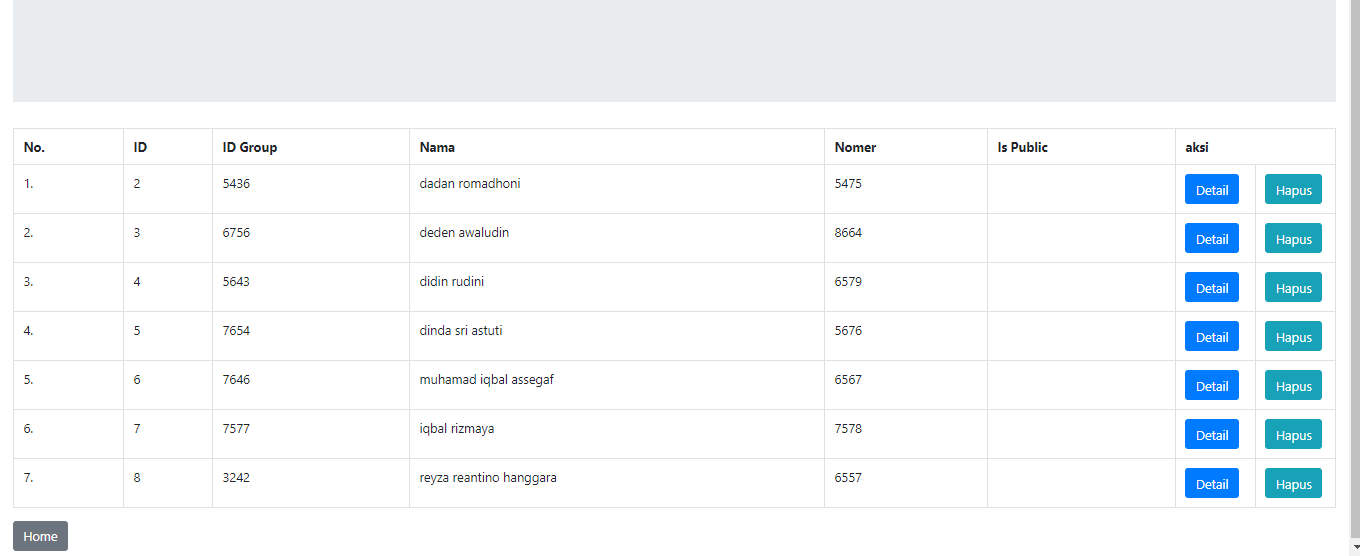 No. ID ID Group Nama Nomer Is Public aksi
1. 2 5436 dadan romadhoni 5475 Detail Hapus
2. 3 6756 deden awaludin 8664 Detail Hapus
3. 4 5643 didin rudini 6579 Detail Hapus
4. 5 7654 dinda sri astuti 5676 Detail Hapus
5. 6 7646 muhamad iqbal assegaf 6567 Detail Hapus
6. 7 7577 iqbal rizmaya 7578 Detail Hapus
7. 8 3242 reyza reantino hanggara 6557 Detail Hapus
Home